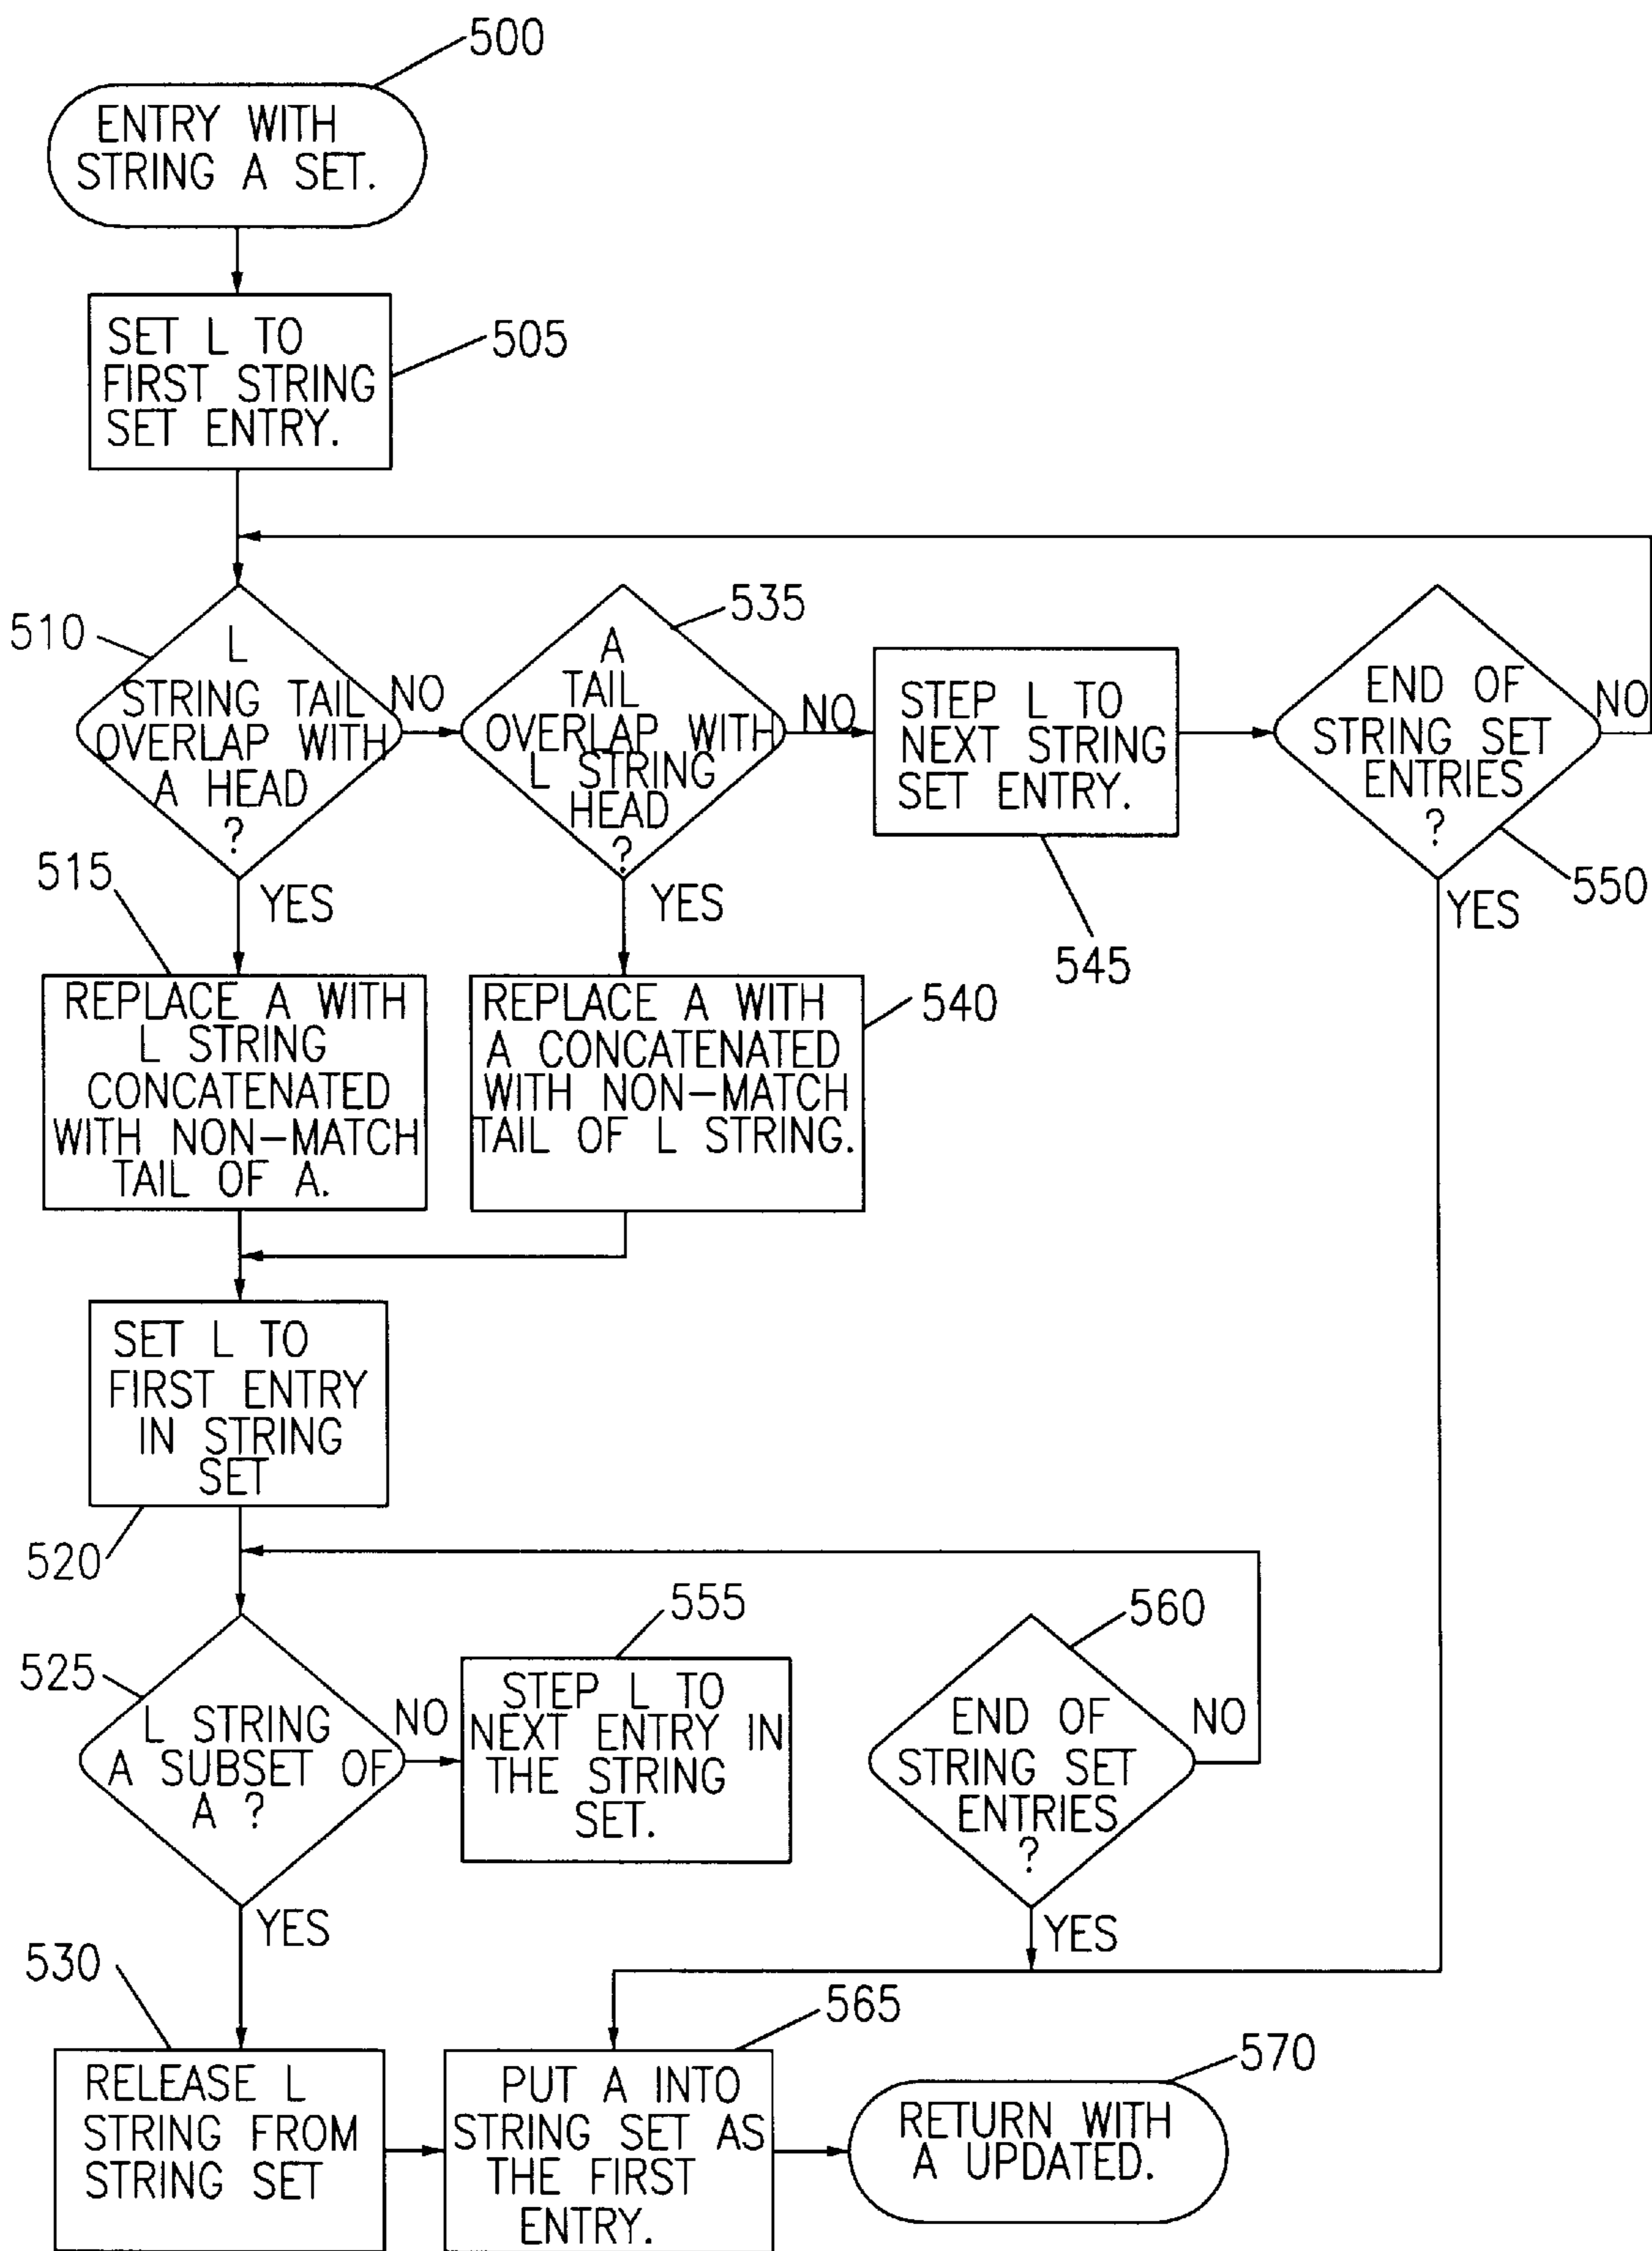 500
ENTRY WITH
STRING A SET.
SET L TO
FIRST STRING
SET ENTRY.
505
510
L
STRING TAIL
OVERLAP WITH
A HEAD
?
NO
535
A
TAIL
OVERLAP WITH
L STRING
HEAD
?
NO
STEP L TO
NEXT STRING
SET ENTRY.
545
END OF
STRING SET
ENTRIES
?
NO
550
YES
515
YES
YES
REPLACE A WITH
L STRING
CONCATENATED
WITH NON-MATCH
TAIL OF A.
REPLACE A WITH
A CONCATENATED
WITH NON-MATCH
TAIL OF L STRING.
540
SET L TO
FIRST ENTRY
IN STRING
SET
520
525
L STRING
A SUBSET OF
A ?
NO
555
STEP L TO
NEXT ENTRY IN
THE STRING
SET.
560
END OF
STRING SET
ENTRIES
?
NO
YES
YES
530
RELEASE L
STRING FROM
STRING SET
565
PUT A INTO
STRING SET AS
THE FIRST
ENTRY.
570
RETURN WITH
A UPDATED.